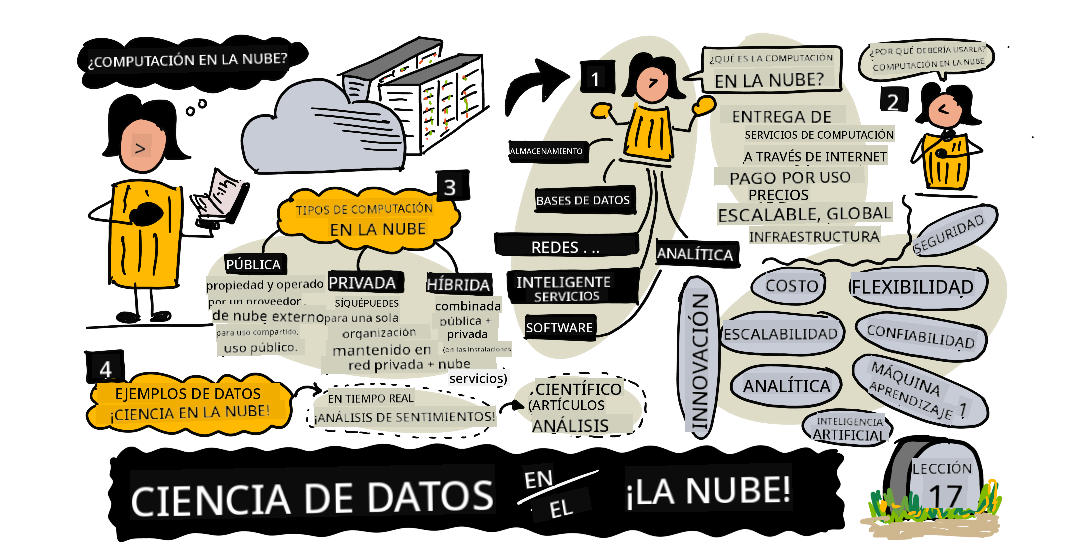 ¿COMPUTACIÓN EN LA NUBE?
1
¿QUÉ ES LA COMPUTACIÓN
EN LA NUBE?
ENTREGA DE
SERVICIOS DE COMPUTACIÓN
A TRAVÉS DE INTERNET
PAGO POR USO
PRECIOS
ESCALABLE, GLOBAL
INFRAESTRUCTURA
ALMACENAMIENTO
BASES DE DATOS
REDES . ..
INTELIGENTE
SERVICIOS
SOFTWARE
ANALÍTICA
¿POR QUÉ DEBERÍA USARLA?
COMPUTACIÓN EN LA NUBE
2
SEGURIDAD
COSTO
FLEXIBILIDAD
ESCALABILIDAD
CONFIABILIDAD
ANALÍTICA
MÁQUINA
APRENDIZAJE 1
INTELIGENCIA
ARTIFICIAL
INNOVACIÓN
3
TIPOS DE COMPUTACIÓN
EN LA NUBE
PÚBLICA
propiedad y operado
por un proveedor
de nube externo
para uso compartido,
uso público.
PRIVADA
SÍQUÉPUEDES
para una sola
organización
mantenido en
red privada + nube
HÍBRIDA
combinada
pública +
privada
(en las instalaciones
servicios)
4
EJEMPLOS DE DATOS
¡CIENCIA EN LA NUBE!
EN TIEMPO REAL
¡ANÁLISIS DE SENTIMIENTOS!
.CIENTÍFICO
(ARTÍCULOS
ANÁLISIS
CIENCIA DE DATOS
EN
EL
¡LA NUBE!
LECCIÓN
17